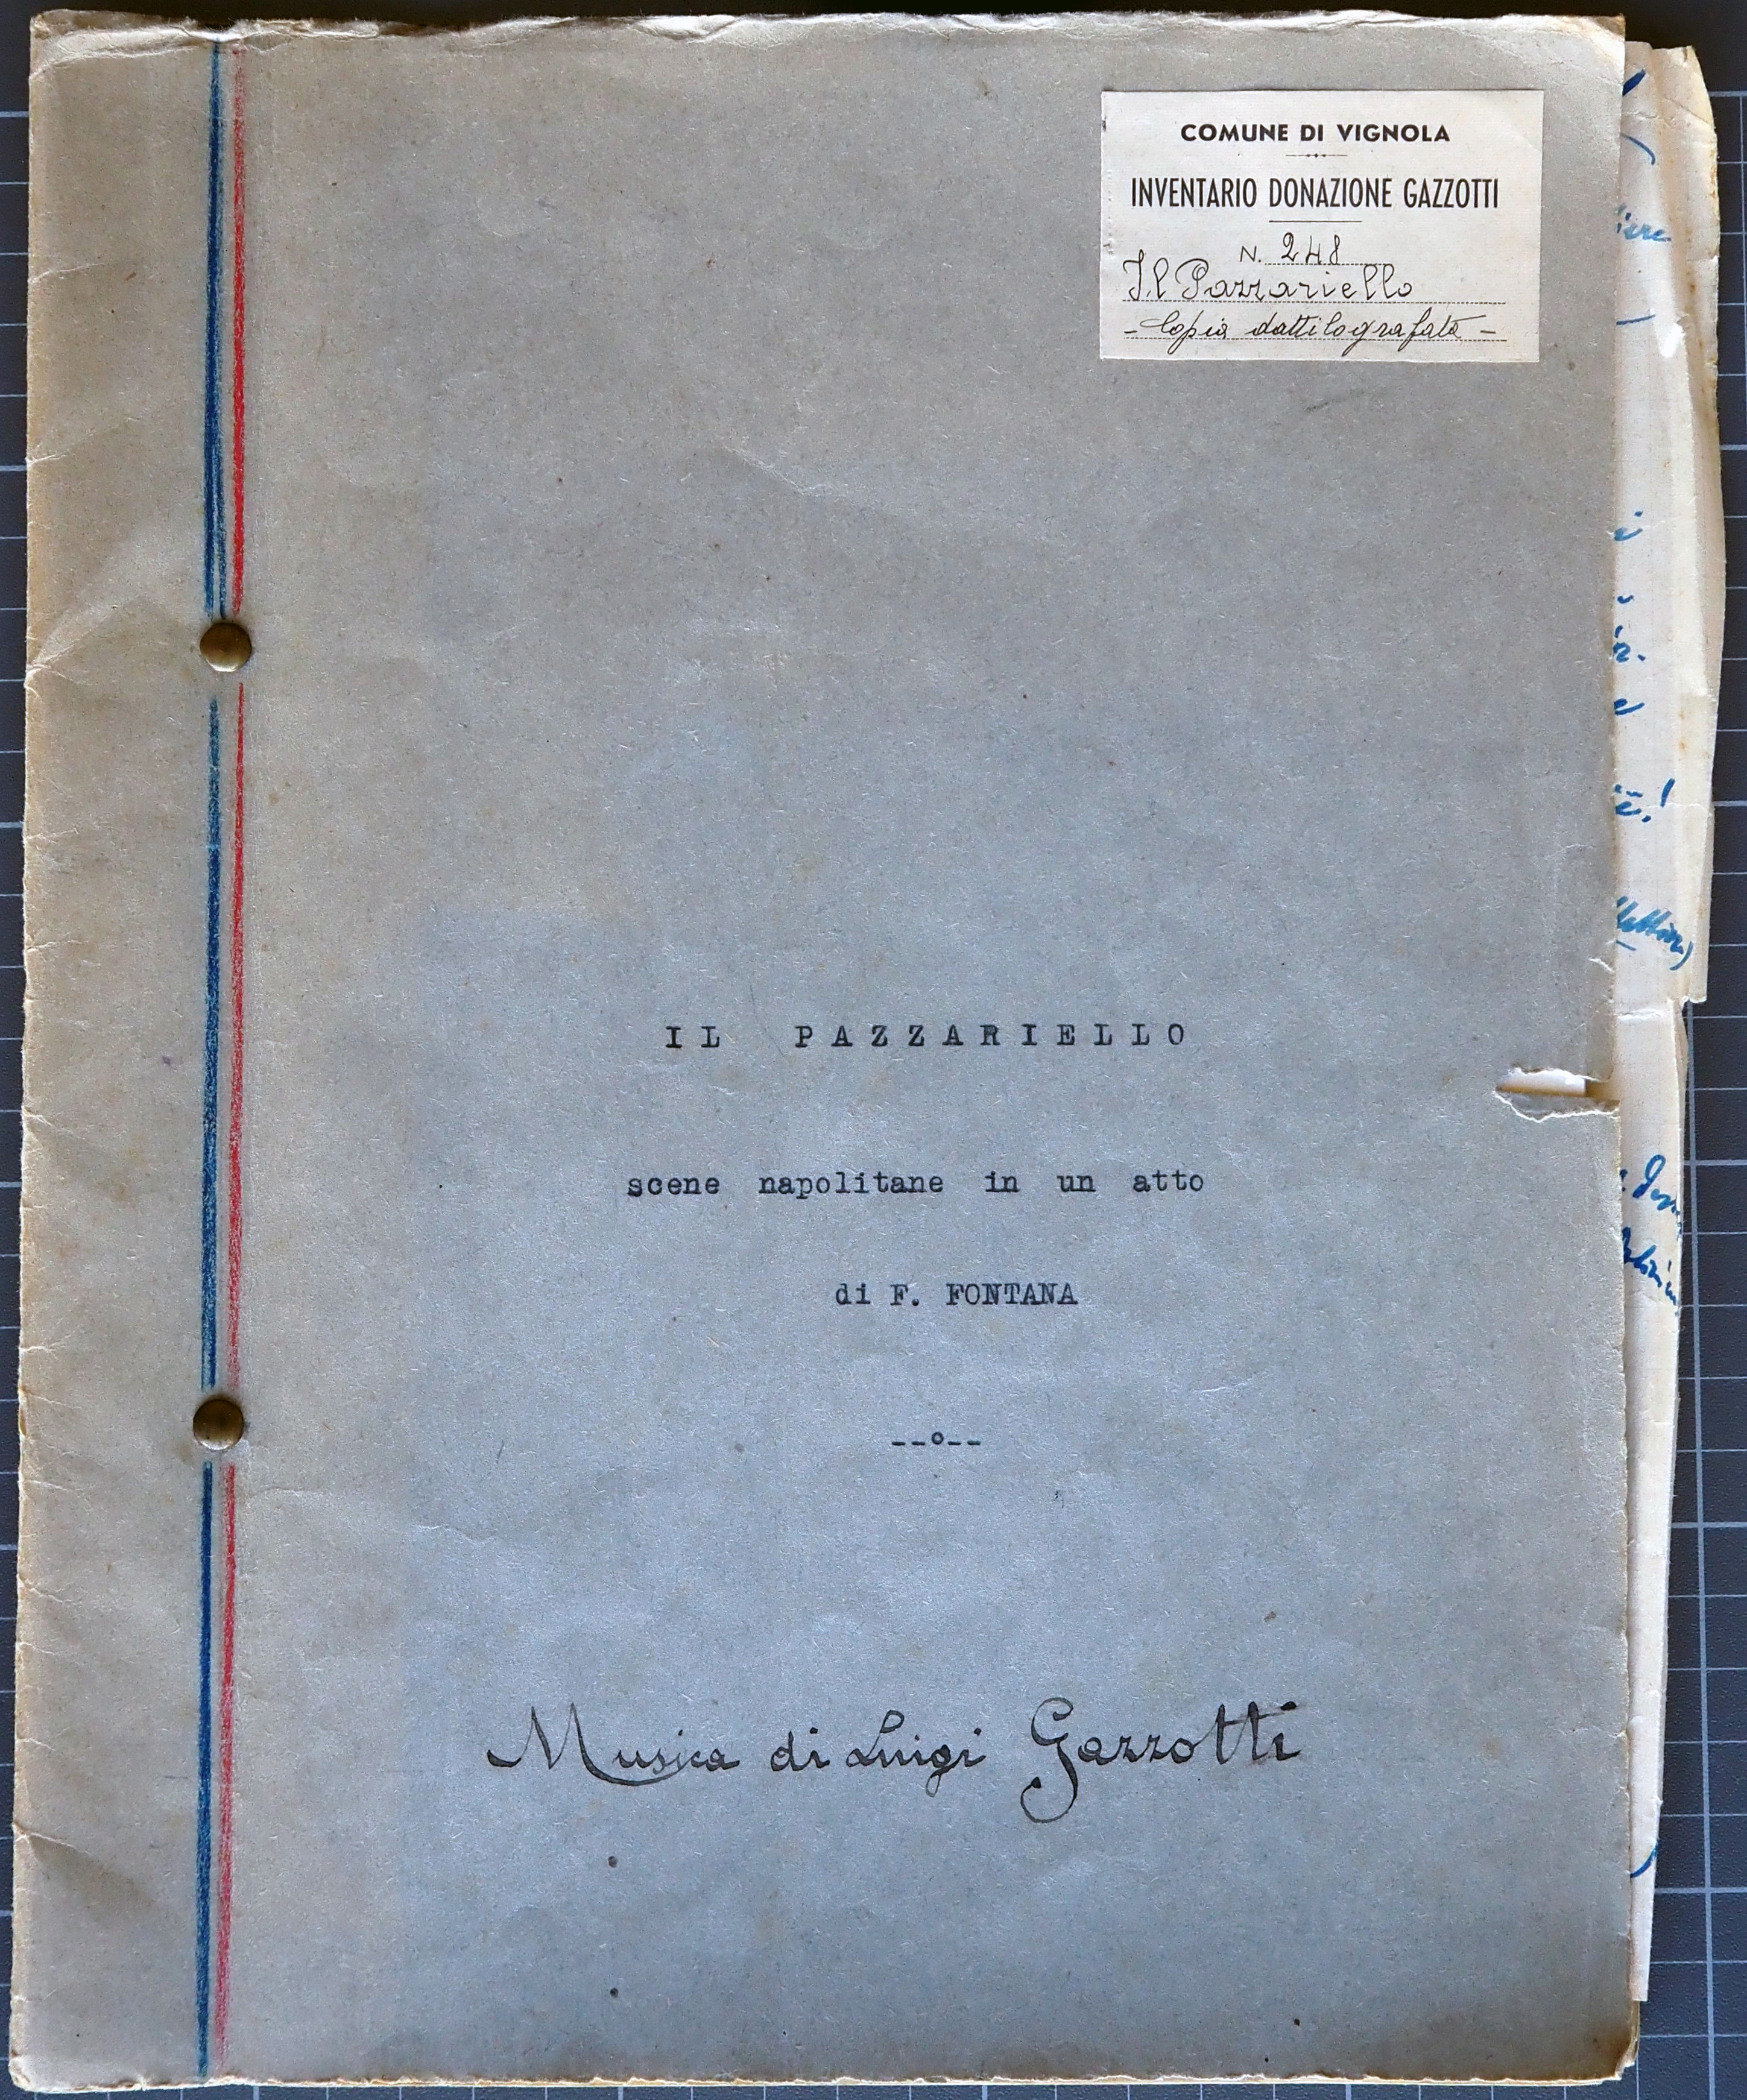 COMUNE DI VIGNOLA
INVENTARIO DONAZIONE GAZZOTTI
N. 248
Il Pazzariello
- Copia dattilografata -
IL PAZZARIELLO
scene napolitane in un atto
di F. FONTANA
--o--
Musica di Luigi Gazzotti